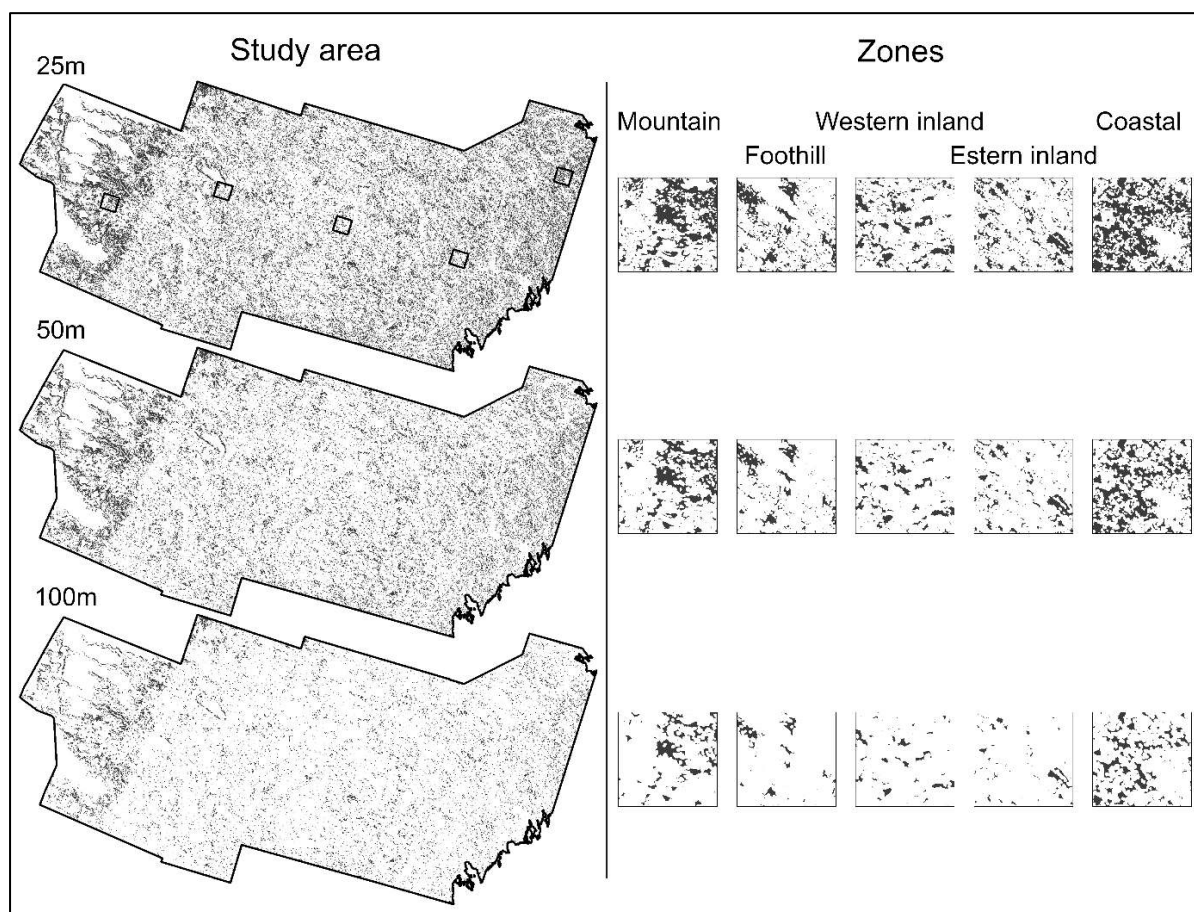 Study area
25m
50m
100m
Zones
Mountain
Western inland
Coastal
Foothill
Estern inland